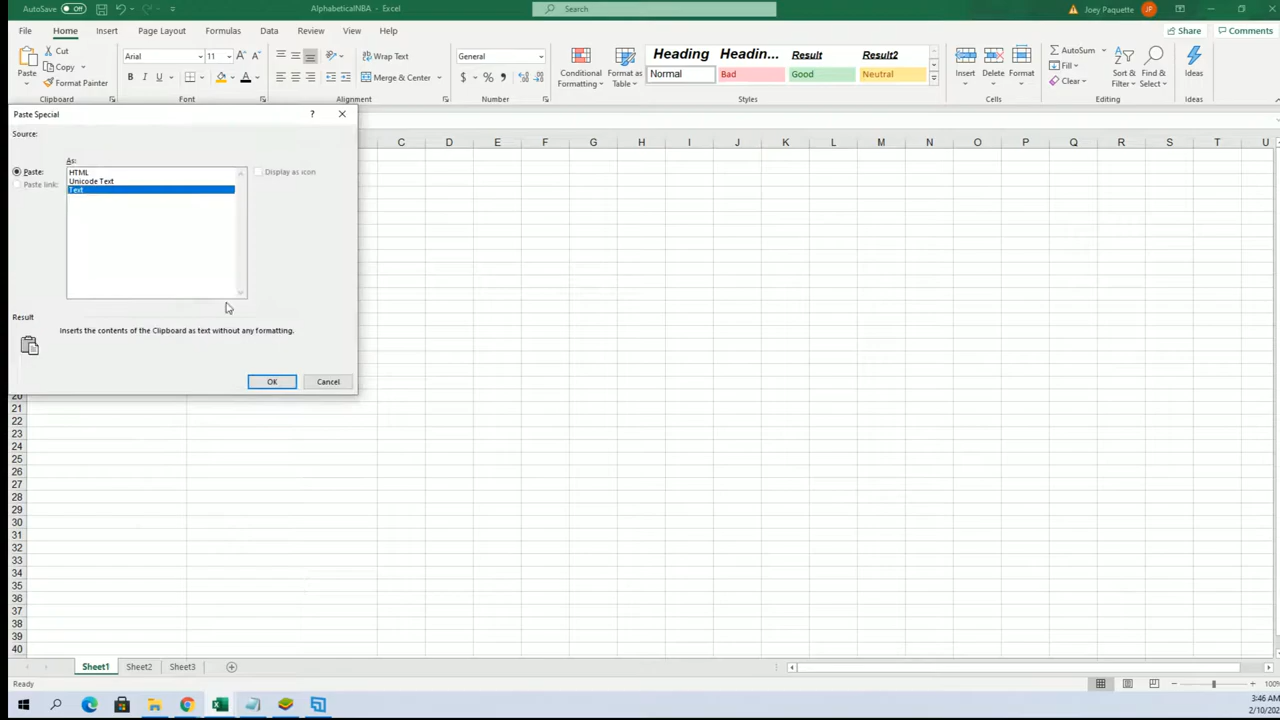 AutoSave Off AlphabeticalNBA - Excel Search Joey Paquette JP
File Home Insert Page Layout Formulas Data Review View Help Share Comments
Cut Arial 11 Wrap Text General Heading Headin... Result Result2 AutoSum
Copy Fill
Paste Format Painter Merge & Center Conditional Formatting Format as Table Normal Bad Good Neutral Insert Delete Format Clear Sort & Filter Find & Select Ideas
Clipboard Font Alignment Number Styles Cells Editing Ideas
Paste Special ? ×
Source:
As:
Paste: HTML Display as icon
Unicode Text
Paste link: Text
Result
Inserts the contents of the Clipboard as text without any formatting.
OK Cancel
C D E F G H I J K L M N O P Q R S T U
20
21
22
23
24
25
26
27
28
29
30
31
32
33
34
35
36
37
38
39
40
Sheet1 Sheet2 Sheet3
Ready 100%
3:46 AM
2/10/202